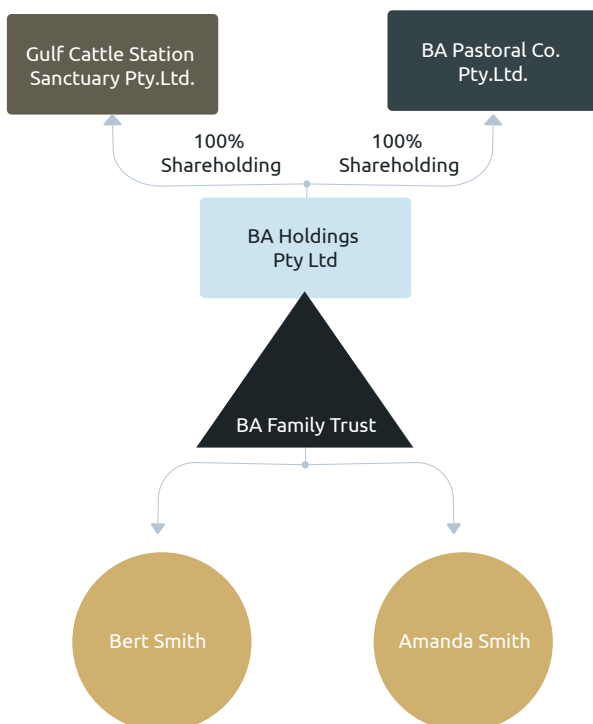 Gulf Cattle Station
Sanctuary Pty.Ltd.
BA Pastoral Co.
Pty.Ltd.
100%
Shareholding
100%
Shareholding
BA Holdings
Pty Ltd
BA Family Trust
Bert Smith
Amanda Smith